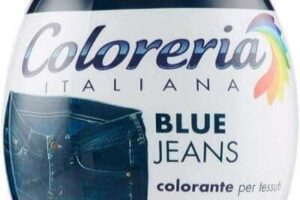 Coloreria
ITALIANA
BLUE
JEANS
colorante per tessuti